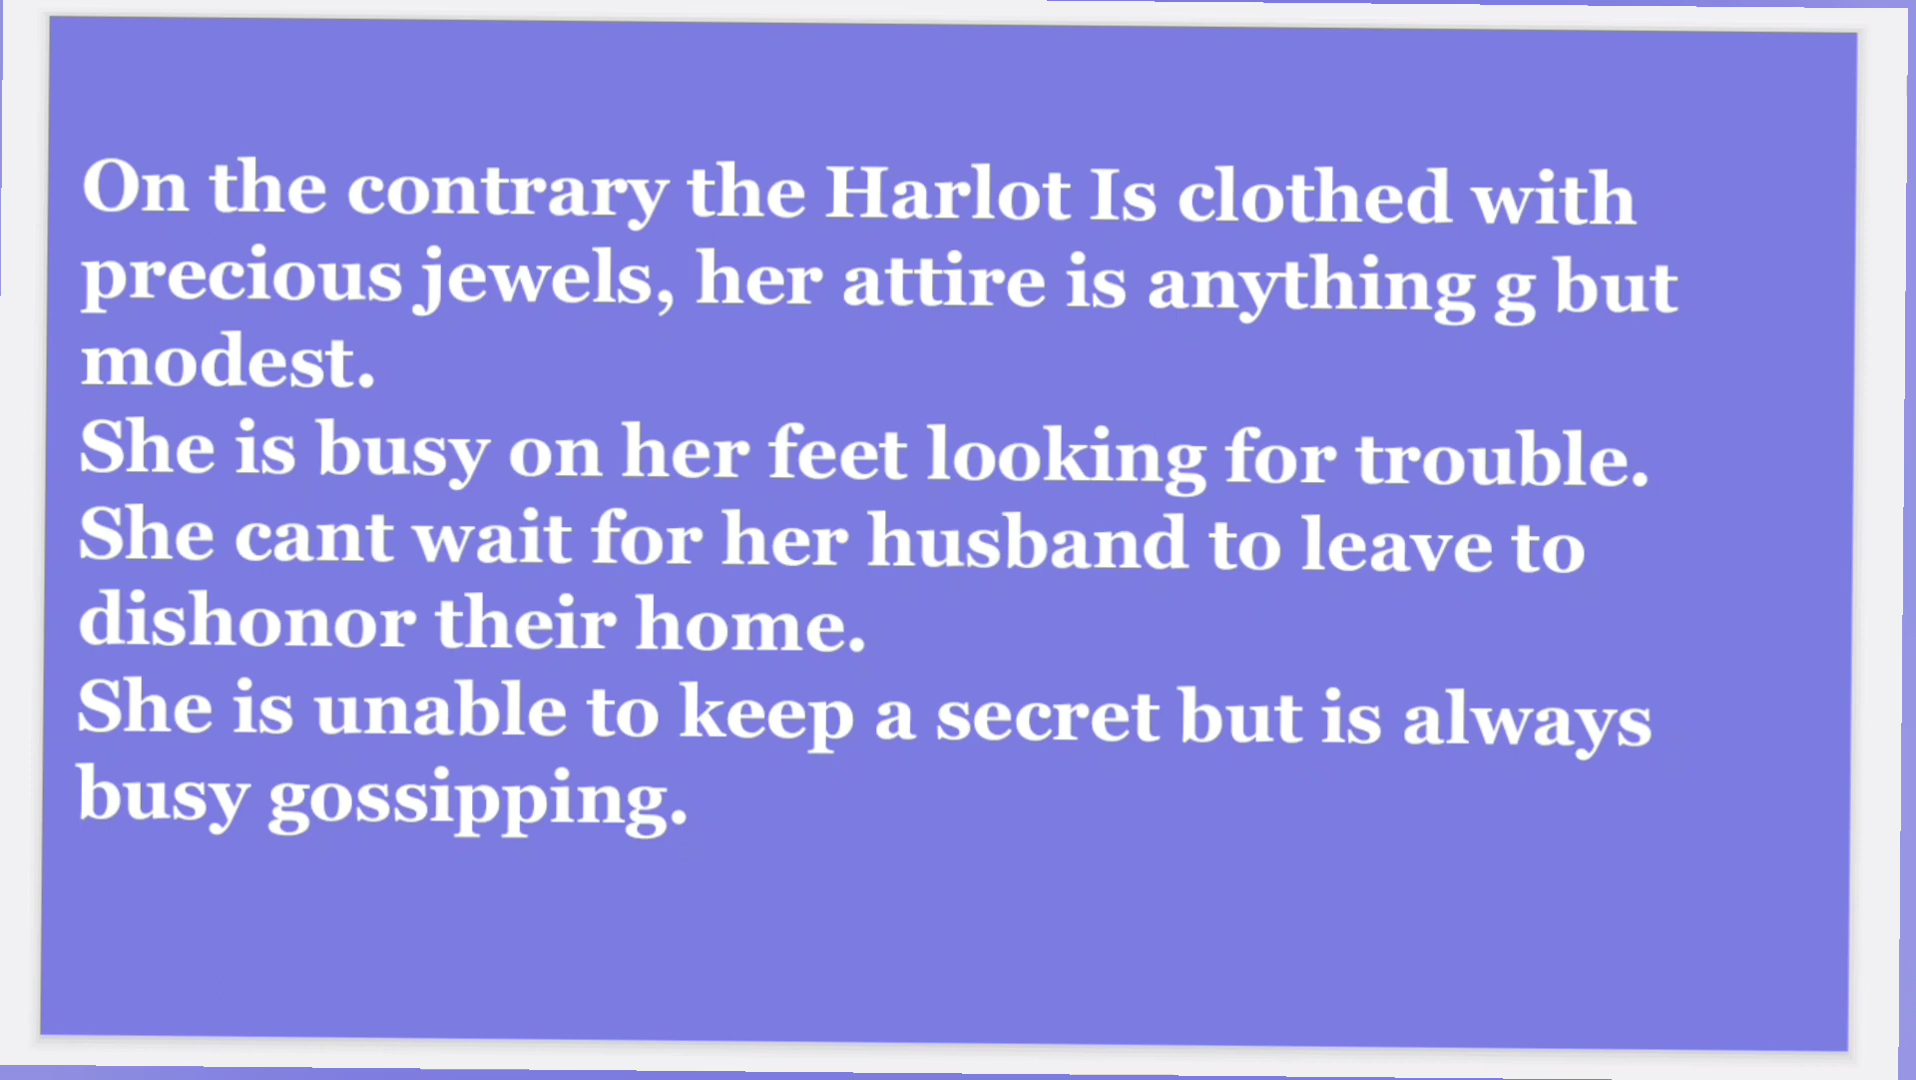 On the contrary the Harlot Is clothed with
precious jewels, her attire is anything g but
modest.
She is busy on her feet looking for trouble.
She cant wait for her husband to leave to
dishonor their home.
She is unable to keep a secret but is always
busy gossipping.